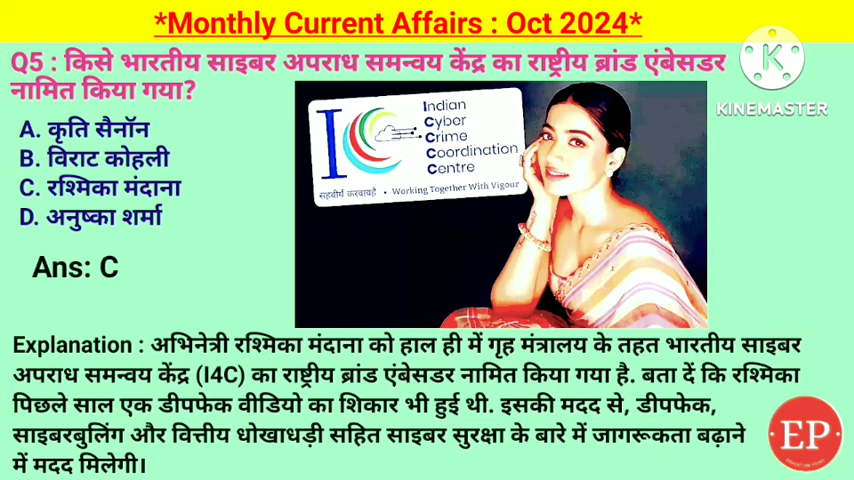 *Monthly Current Affairs : Oct 2024*
Q5 : किसे भारतीय साइबर अपराध समन्वय केंद्र का राष्ट्रीय ब्रांड एंबेसडर
नामित किया गया?
KINEMASTER
A. कृति सैनॉन
B. विराट कोहली
C. रश्मिका मंदाना
D. अनुष्का शर्मा
Ans: C
Indian
Cyber
Crime
Coordination
Centre
सहवीर्यं करवावहै • Working Together With Vigour
Explanation : अभिनेत्री रश्मिका मंदाना को हाल ही में गृह मंत्रालय के तहत भारतीय साइबर
अपराध समन्वय केंद्र (I4C) का राष्ट्रीय ब्रांड एंबेसडर नामित किया गया है. बता दें कि रश्मिका
पिछले साल एक डीपफेक वीडियो का शिकार भी हुई थी. इसकी मदद से, डीपफेक,
साइबरबुलिंग और वित्तीय धोखाधड़ी सहित साइबर सुरक्षा के बारे में जागरूकता बढ़ाने
में मदद मिलेगी।
EP